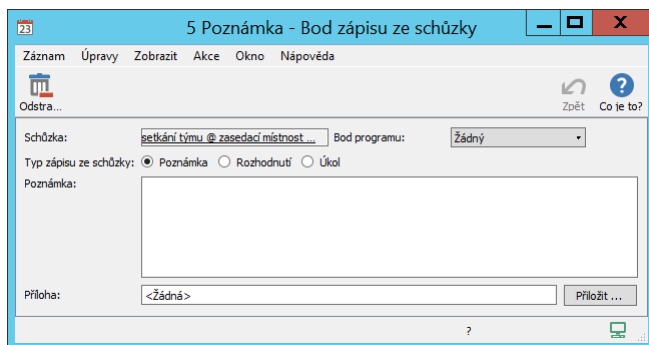 23
5 Poznámka - Bod zápisu ze schůzky
Záznam Úpravy Zobrazit Akce Okno Nápověda
Odstra... Zpět Co je to?
Schůzka: setkání týmu @ zasedací místnost ... Bod programu: Žádný
Typ zápisu ze schůzky: Poznámka Rozhodnutí Úkol
Poznámka:
Příloha: <Žádná> Přiložit ...
?